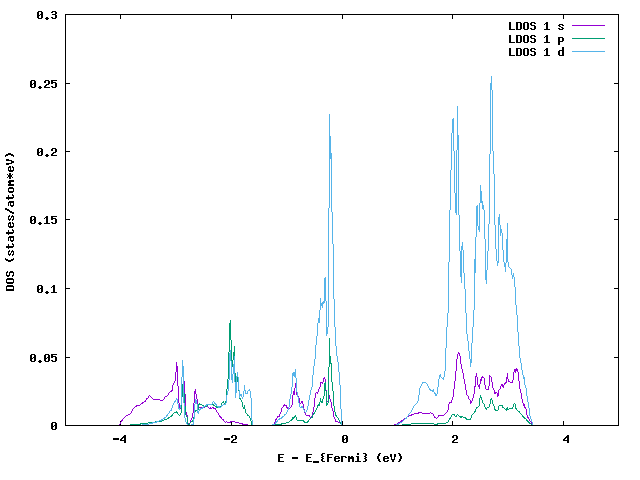 0.3
0.25
0.2
0.15
0.1
0.05
0
-4
-2
0
2
4
DOS (states/atom*eV)
E - E_{Fermi} (eV)
LDOS 1 s
LDOS 1 p
LDOS 1 d